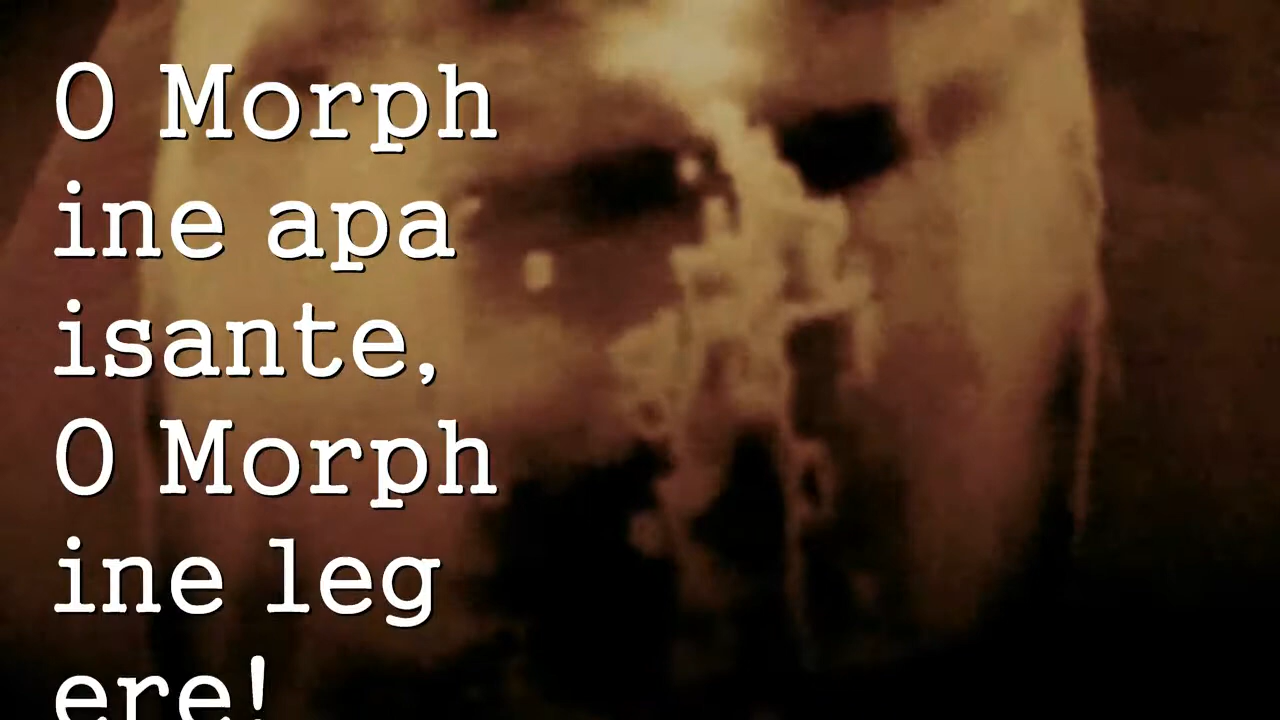 O Morph
ine apa
isante,
O Morph
ine leg
ere!